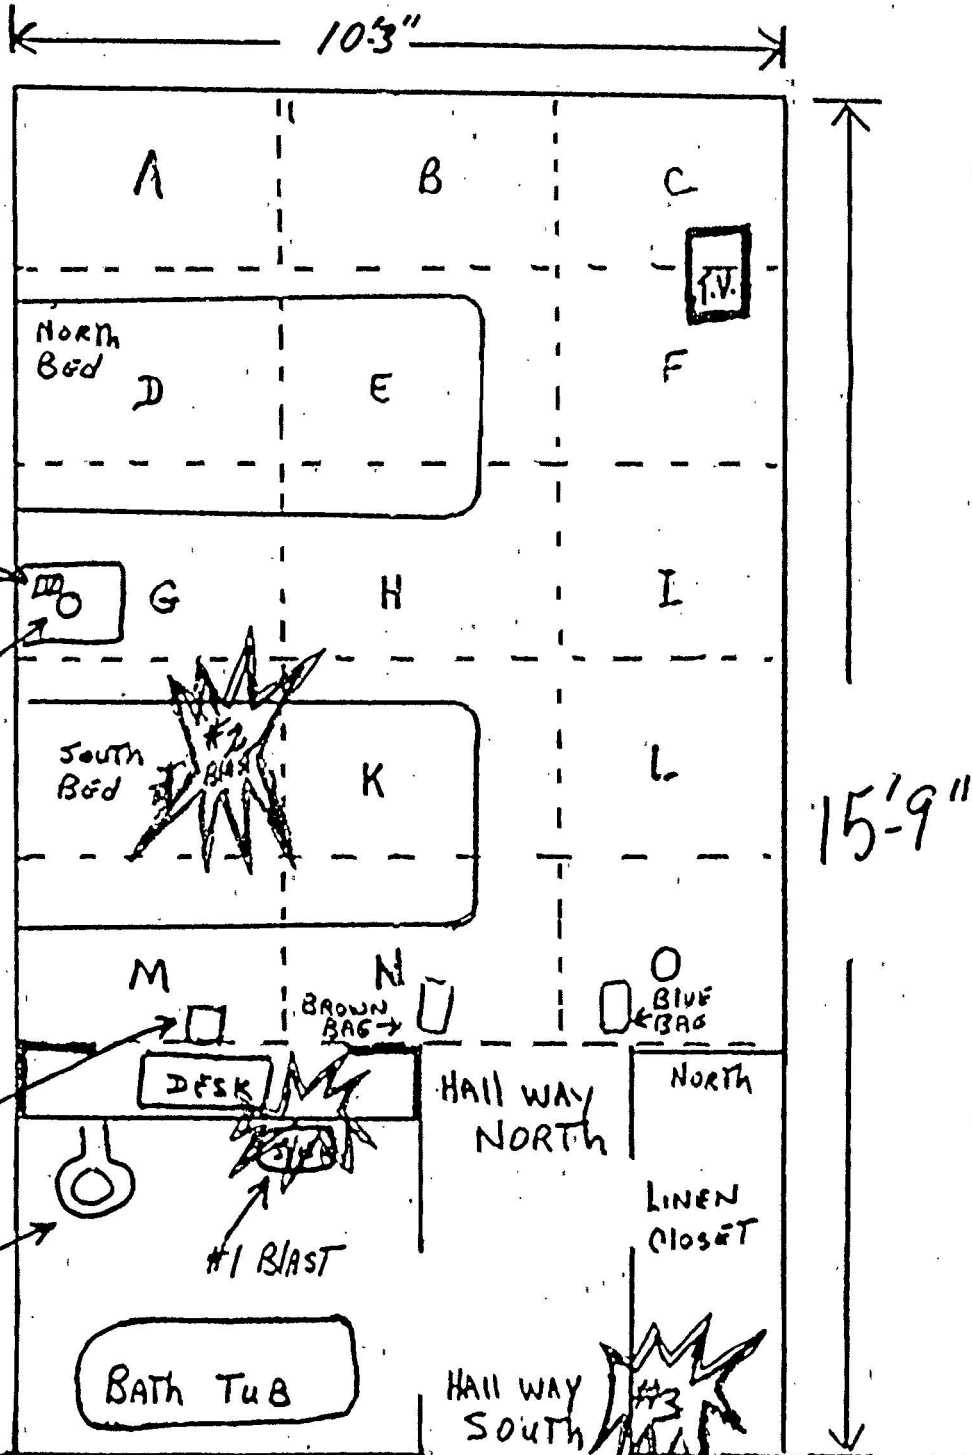 10'3"
A
B
C
T.V.
North
Bed
D
E
F
G
H
I
#2
Blast
South
Bed
J
K
L
15'-9"
M
N
O
BROWN
BAG
BLUE
BAG
DESK
HAll WAY
NORTh
NORTH
LINEN
CloSET
#1 BlAST
BATh TUB
HAll WAY
SOUTh
#3